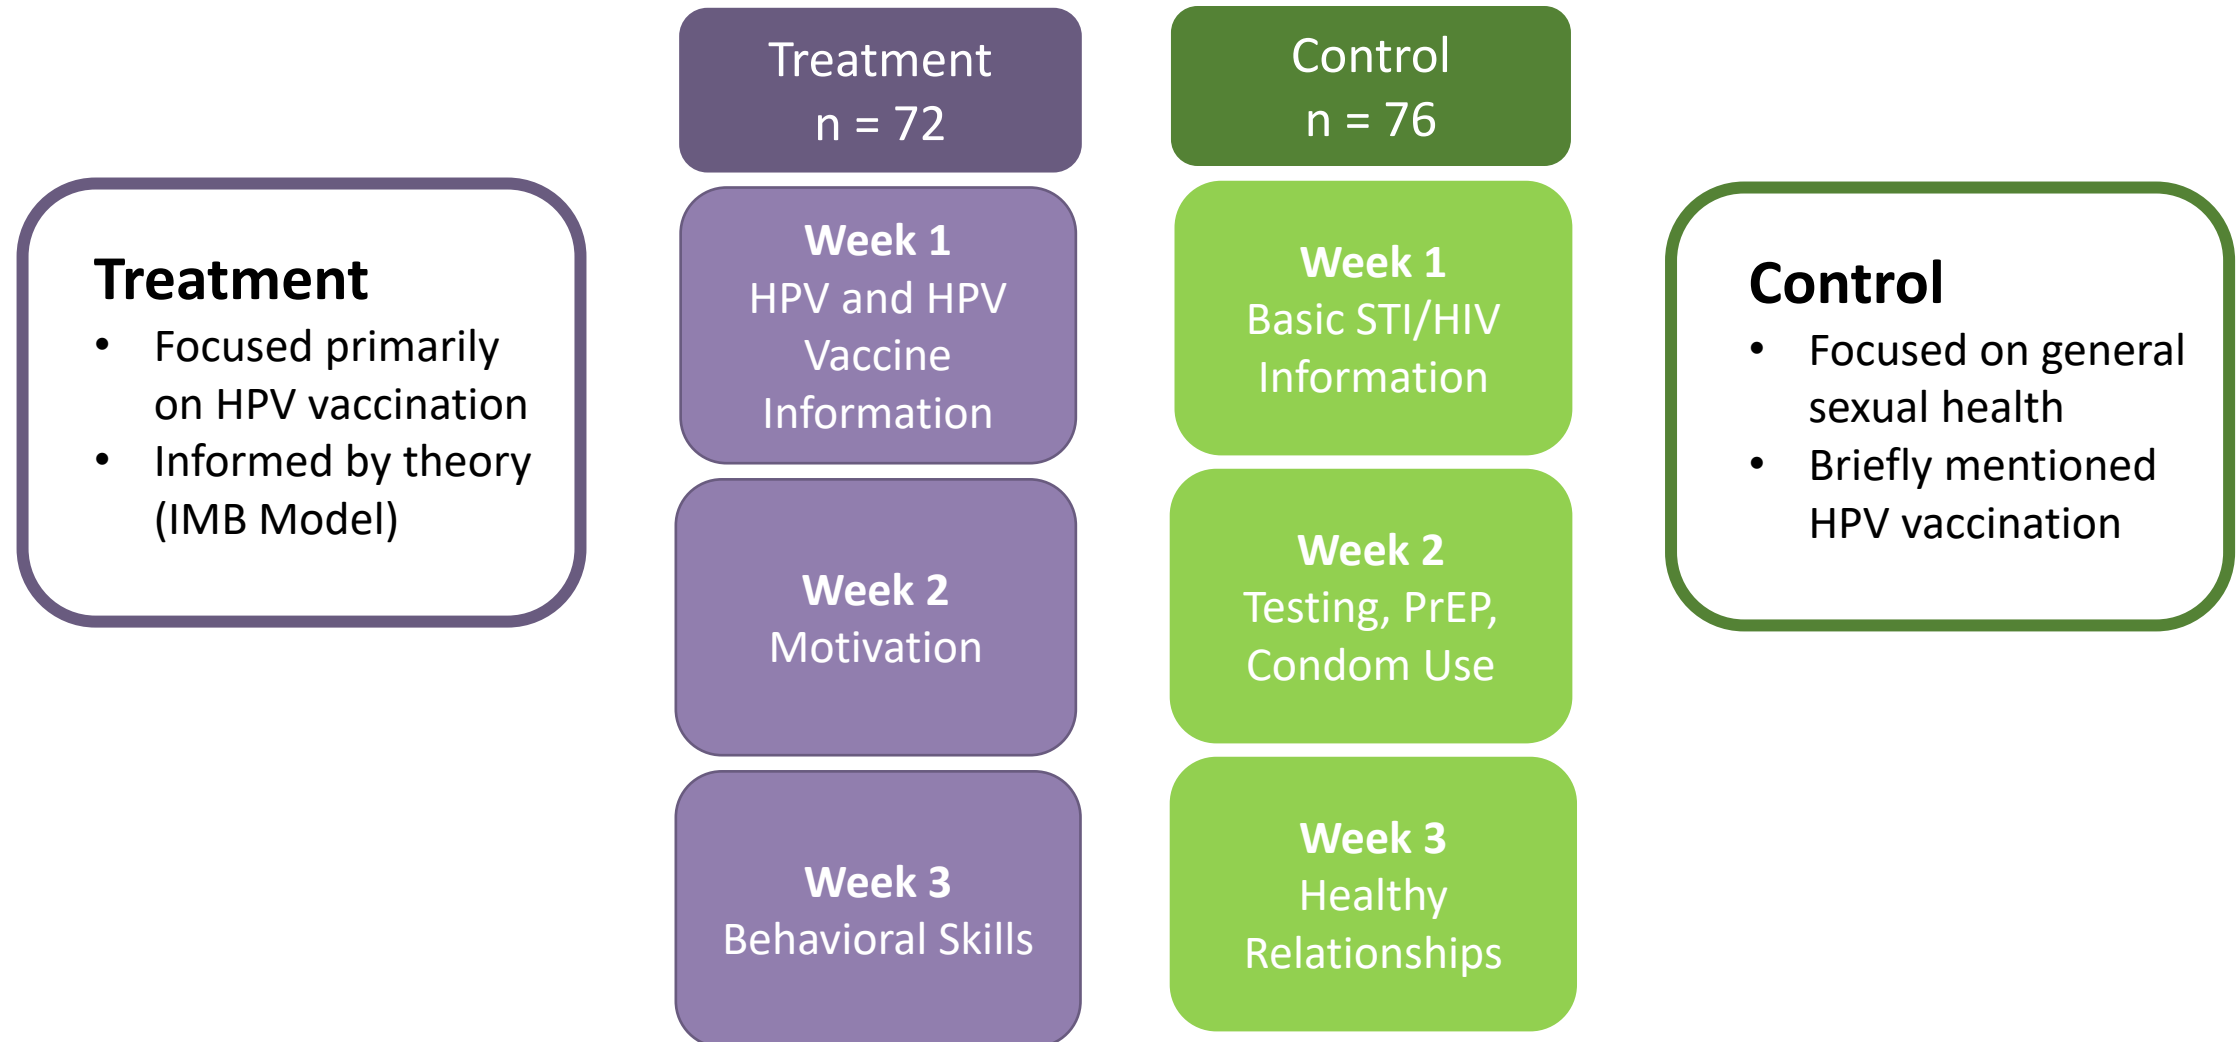 Treatment
n = 72
Control
n = 76
Treatment
• Focused primarily
on HPV vaccination
• Informed by theory
(IMB Model)
Week 1
HPV and HPV
Vaccine
Information
Week 2
Motivation
Week 3
Behavioral Skills
Week 1
Basic STI/HIV
Information
Week 2
Testing, PrEP,
Condom Use
Week 3
Healthy
Relationships
Control
• Focused on general
sexual health
• Briefly mentioned
HPV vaccination